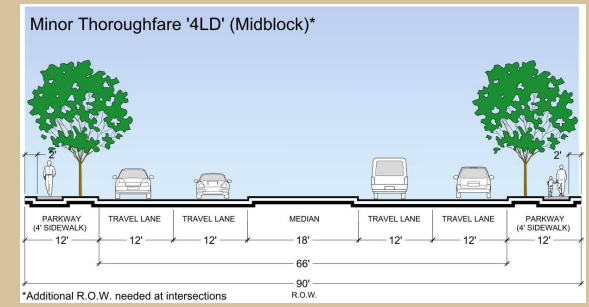 Minor Thoroughfare '4LD' (Midblock)*
2'
2'
PARKWAY
(4' SIDEWALK)
TRAVEL LANE
TRAVEL LANE
MEDIAN
TRAVEL LANE
TRAVEL LANE
PARKWAY
(4' SIDEWALK)
12'
12'
12'
18'
12'
12'
12'
66'
90'
R.O.W.
*Additional R.O.W. needed at intersections